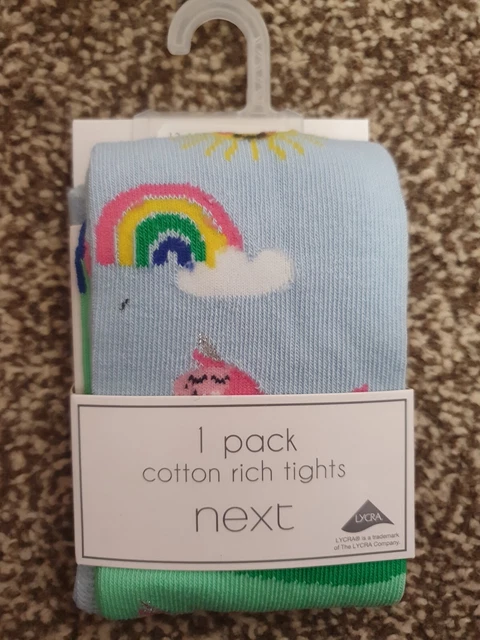 1 pack
cotton rich tights
next
LYCRA
LYCRA® is a trademark
of The LYCRA Company.